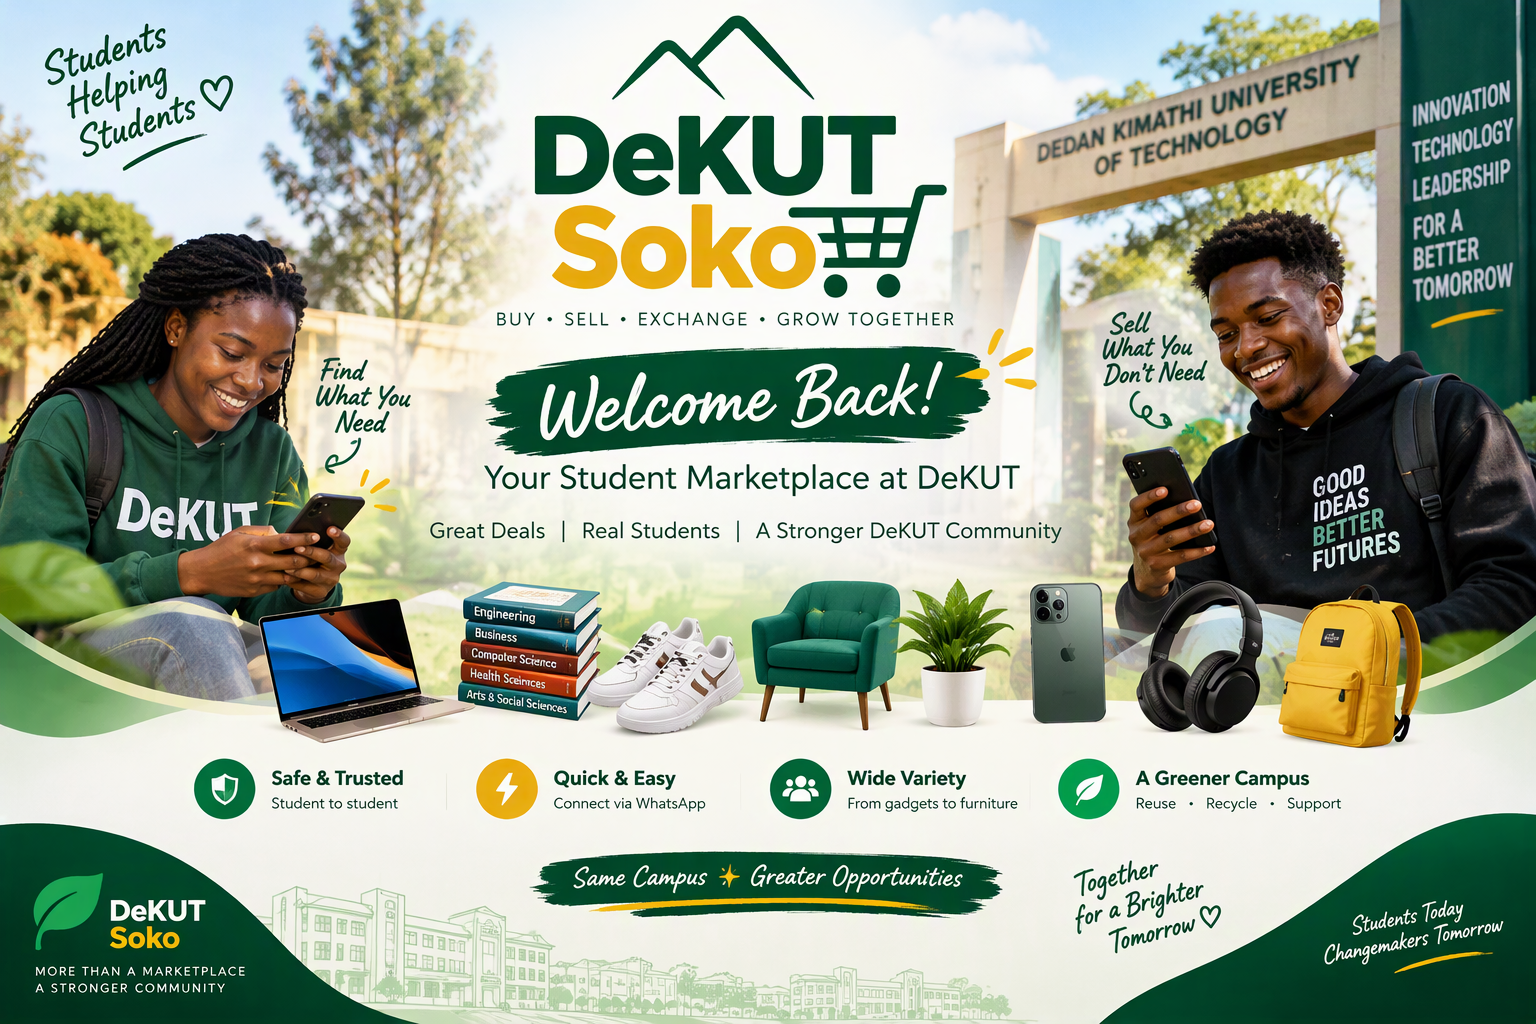 Students
Helping
Students
DeKUT
Soko
BUY • SELL • EXCHANGE • GROW TOGETHER
Welcome Back!
Your Student Marketplace at DeKUT
Great Deals | Real Students | A Stronger DeKUT Community
DEDAN KIMATHI UNIVERSITY
OF TECHNOLOGY
INNOVATION
TECHNOLOGY
LEADERSHIP
FOR A
BETTER
TOMORROW
Find
What You
Need
Sell
What You
Don't Need
DeKUT
GOOD
IDEAS
BETTER
FUTURES
Engineering
Business
Computer Science
Health Sciences
Arts & Social Sciences
Safe & Trusted
Student to student
Quick & Easy
Connect via WhatsApp
Wide Variety
From gadgets to furniture
A Greener Campus
Reuse • Recycle • Support
Same Campus Greater Opportunities
Together
for a Brighter
Tomorrow
Students Today
Changemakers Tomorrow
DeKUT
Soko
MORE THAN A MARKETPLACE
A STRONGER COMMUNITY